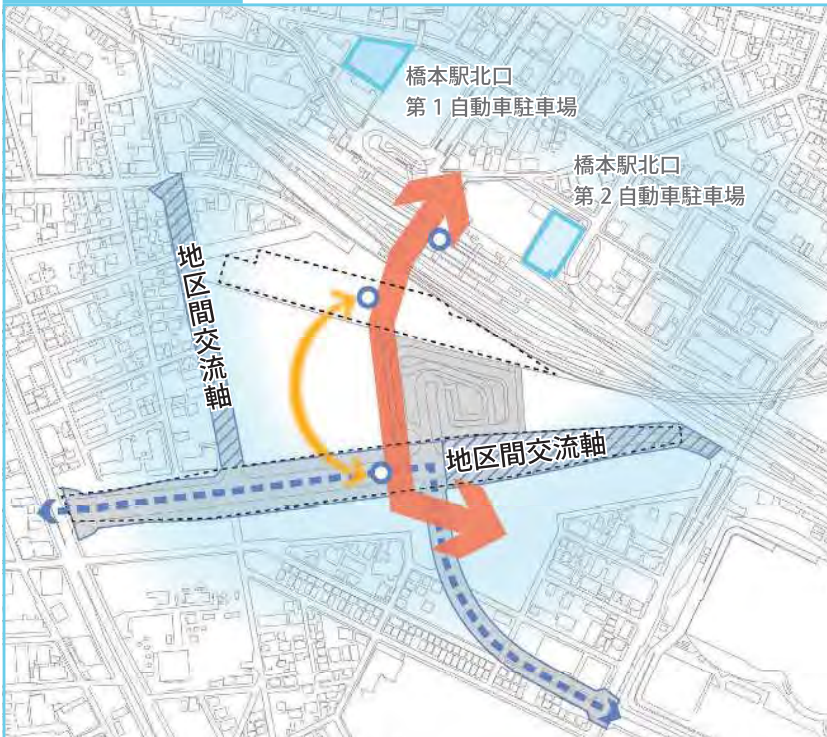 橋本駅北口
第1自動車駐車場
橋本駅北口
第2自動車駐車場
地区間交流軸
地区間交流軸